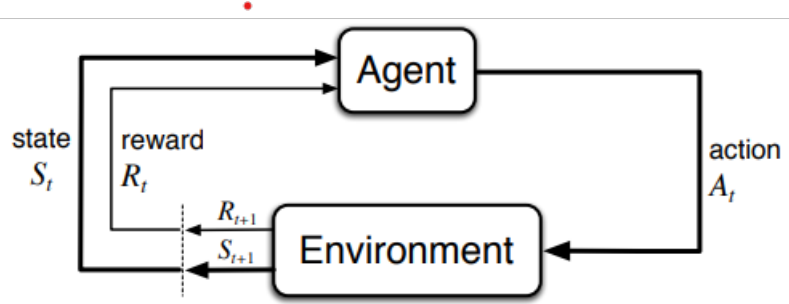 Agent
state
S_t
reward
R_t
action
A_t
R_{t+1}
S_{t+1}
Environment